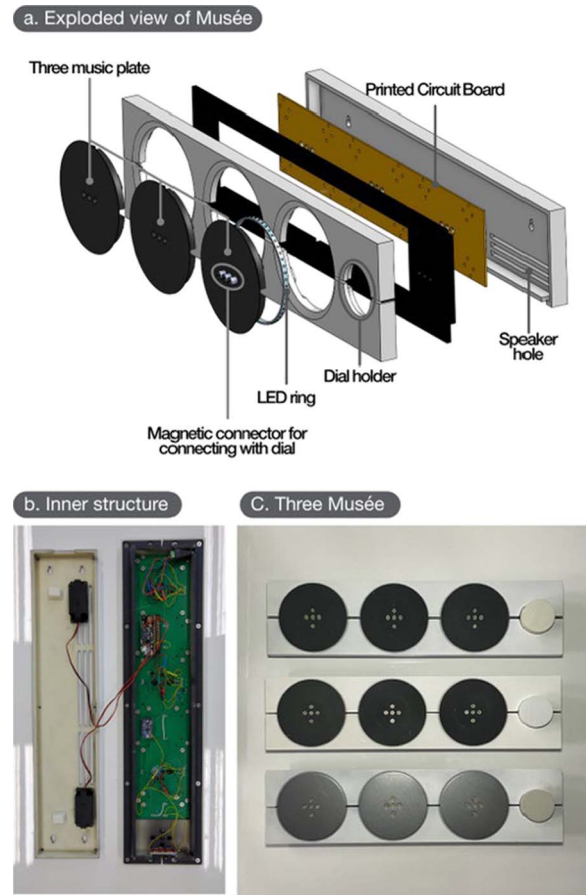 a. Exploded view of Musée
Three music plate
Printed Circuit Board
Speaker
hole
Dial holder
LED ring
Magnetic connector for
connecting with dial
b. Inner structure
C. Three Musée